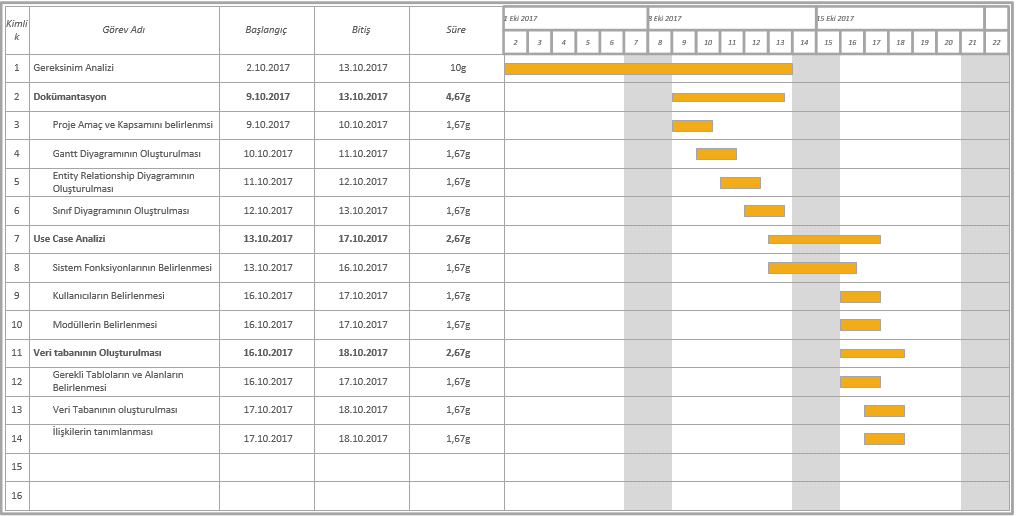 Kimli
k
Görev Adı
Başlangıç
Bitiş
Süre
1 Eki 2017
8 Eki 2017
15 Eki 2017
2 3 4 5 6 7 8 9 10 11 12 13 14 15 16 17 18 19 20 21 22
1 Gereksinim Analizi 2.10.2017 13.10.2017 10g
2 Dokümantasyon 9.10.2017 13.10.2017 4,67g
3 Proje Amaç ve Kapsamını belirlenmsi 9.10.2017 10.10.2017 1,67g
4 Gantt Diyagramının Oluşturulması 10.10.2017 11.10.2017 1,67g
5 Entity Relationship Diyagramının
Oluşturulması 11.10.2017 12.10.2017 1,67g
6 Sınıf Diyagramının Oluştrulması 12.10.2017 13.10.2017 1,67g
7 Use Case Analizi 13.10.2017 17.10.2017 2,67g
8 Sistem Fonksiyonlarının Belirlenmesi 13.10.2017 16.10.2017 1,67g
9 Kullanıcıların Belirlenmesi 16.10.2017 17.10.2017 1,67g
10 Modüllerin Belirlenmesi 16.10.2017 17.10.2017 1,67g
11 Veri tabanının Oluşturulması 16.10.2017 18.10.2017 2,67g
12 Gerekli Tabloların ve Alanların
Belirlenmesi 16.10.2017 17.10.2017 1,67g
13 Veri Tabanının oluşturulması 17.10.2017 18.10.2017 1,67g
14 İlişkilerin tanımlanması 17.10.2017 18.10.2017 1,67g
15
16